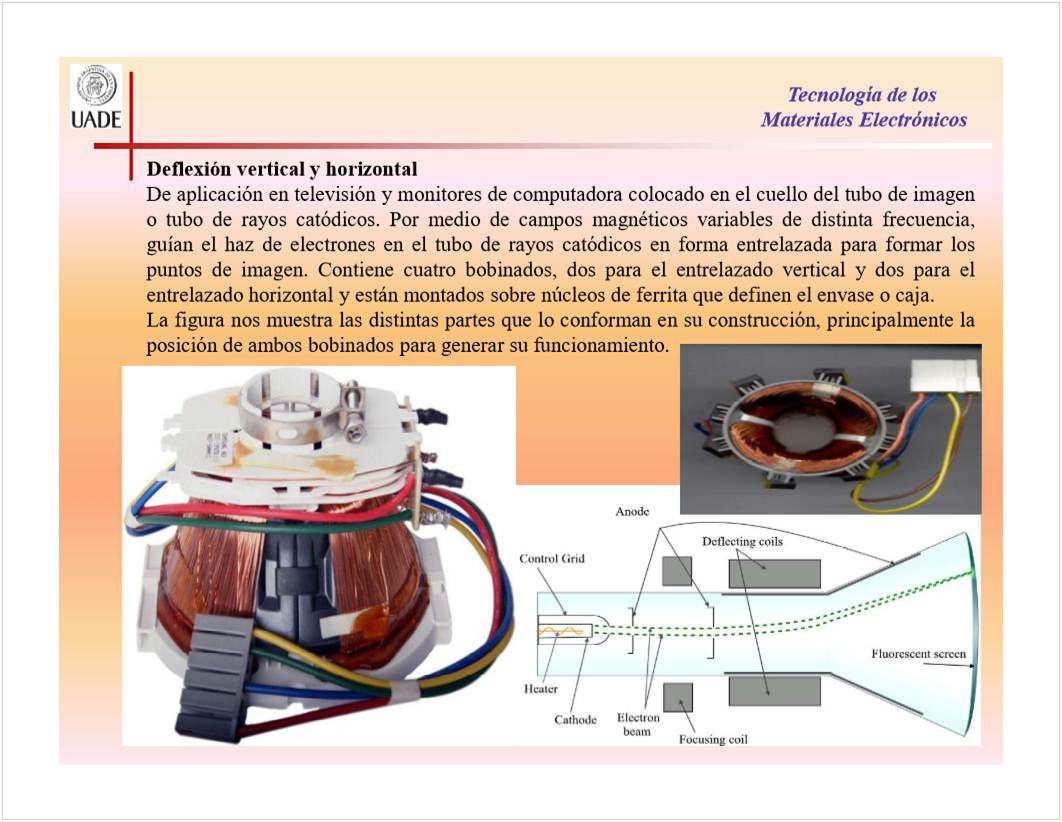 UADE
Tecnología de los
Materiales Electrónicos
Deflexión vertical y horizontal
De aplicación en televisión y monitores de computadora colocado en el cuello del tubo de imagen
o tubo de rayos catódicos. Por medio de campos magnéticos variables de distinta frecuencia,
guían el haz de electrones en el tubo de rayos catódicos en forma entrelazada para formar los
puntos de imagen. Contiene cuatro bobinados, dos para el entrelazado vertical y dos para el
entrelazado horizontal y están montados sobre núcleos de ferrita que definen el envase o caja.
La figura nos muestra las distintas partes que lo conforman en su construcción, principalmente la
posición de ambos bobinados para generar su funcionamiento.
Anode
Deflecting coils
Control Grid
Fluorescent screen
Heater
Cathode
Electron
beam
Focusing coil